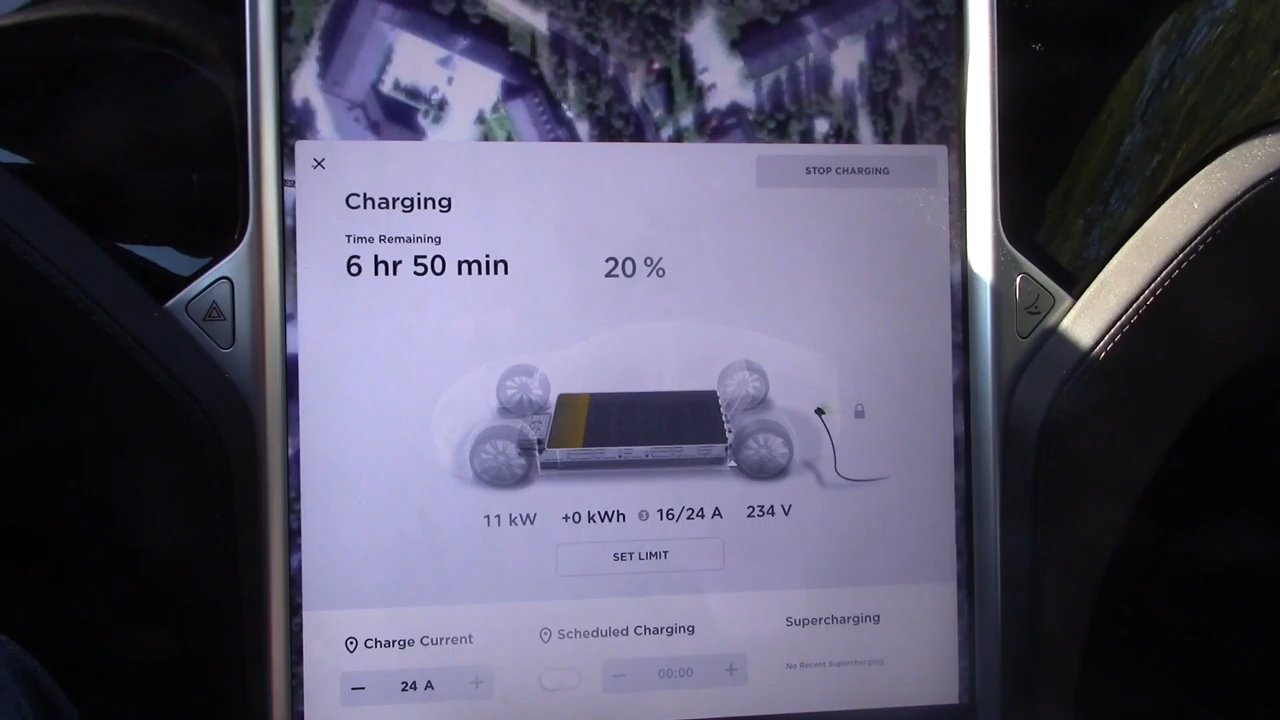 STOP CHARGING
Charging
Time Remaining
6 hr 50 min
20 %
11 kW +0 kWh 3 16/24 A 234 V
SET LIMIT
Charge Current
Scheduled Charging
Supercharging
24 A
00:00
No Recent Supercharging